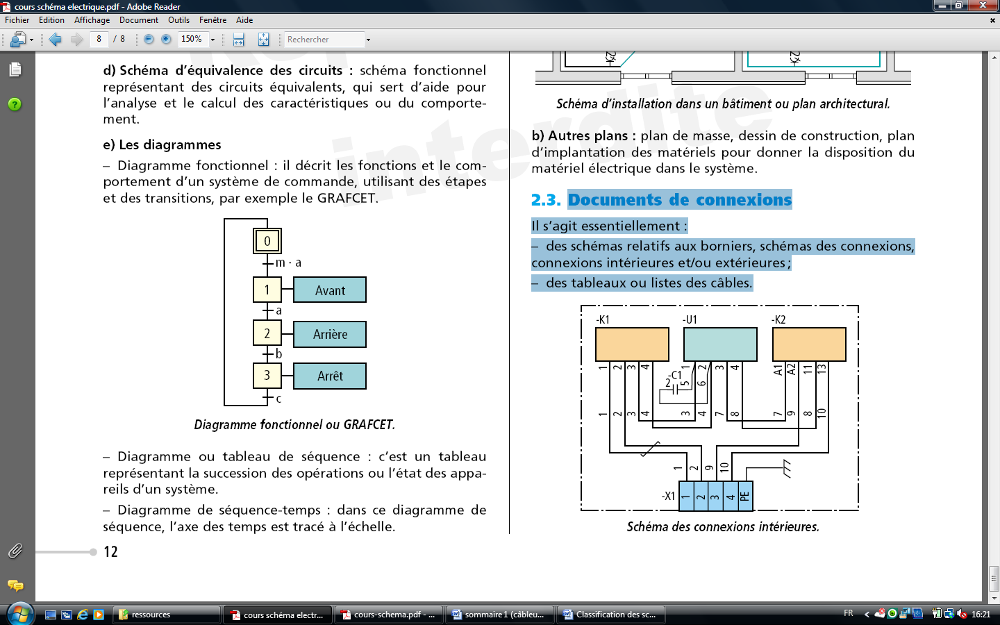 cours schéma electrique.pdf - Adobe Reader
Fichier Edition Affichage Document Outils Fenêtre Aide
8 / 8 150% Rechercher
d) Schéma d'équivalence des circuits : schéma fonctionnel
représentant des circuits équivalents, qui sert d'aide pour
l'analyse et le calcul des caractéristiques ou du comporte-
ment.
e) Les diagrammes
– Diagramme fonctionnel : il décrit les fonctions et le com-
portement d'un système de commande, utilisant des étapes
et des transitions, par exemple le GRAFCET.
0
m · a
1 Avant
a
2 Arrière
b
3 Arrêt
c
Diagramme fonctionnel ou GRAFCET.
– Diagramme ou tableau de séquence : c'est un tableau
représentant la succession des opérations ou l'état des appa-
reils d'un système.
– Diagramme de séquence-temps : dans ce diagramme de
séquence, l'axe des temps est tracé à l'échelle.
12
interdite
Schéma d'installation dans un bâtiment ou plan architectural.
b) Autres plans : plan de masse, dessin de construction, plan
d'implantation des matériels pour donner la disposition du
matériel électrique dans le système.
2.3. Documents de connexions
Il s'agit essentiellement :
– des schémas relatifs aux borniers, schémas des connexions,
connexions intérieures et/ou extérieures ;
– des tableaux ou listes des câbles.
-K1 -U1 -K2
1 2 3 4 1 2 3 4 A1 A2 11 13
-C1
2 5 6
1 2 3 4 3 4 7 8 7 9 8 10
1 2 9 10
-X1 1 2 3 4 PE
Schéma des connexions intérieures.
ressources
cours schéma electr...
cours-schema.pdf - ...
sommaire 1 (câbleu...
Classification des sc...
FR
16:21